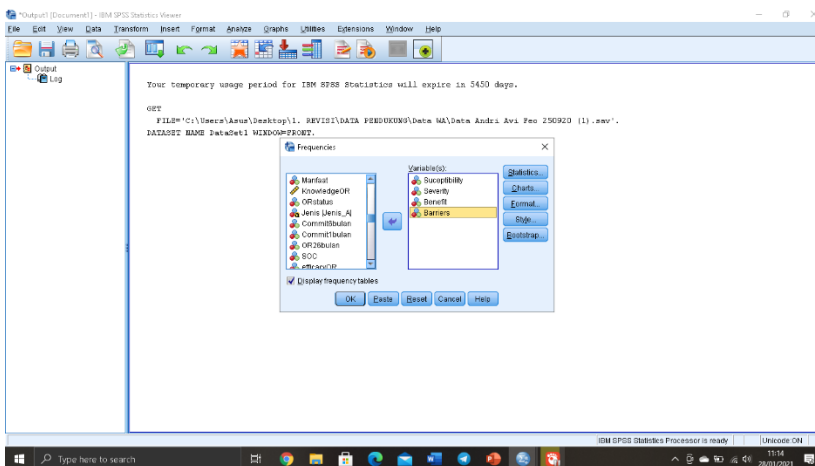 *Output1 [Document1] - IBM SPSS Statistics Viewer
File Edit View Data Transform Insert Format Analyze Graphs Utilities Extensions Window Help
Output
Log
Your temporary usage period for IBM SPSS Statistics will expire in 5450 days.
GET
FILE='C:\Users\Asus\Desktop\1. REVISI\DATA PENDUKUNG\Data WA\Data Andri Avi Feo 250920 (1).sav'.
DATASET NAME DataSet1 WINDOW=FRONT.
Frequencies
Variable(s):
Manfaat
KnowledgeOR
ORstatus
Jenis [Jenis_A]
Commit6bulan
Commit1bulan
OR26bulan
SOC
efficacyOR
Suceptibility
Severity
Benefit
Barriers
Statistics...
Charts...
Format...
Style...
Bootstrap...
Display frequency tables
OK Paste Reset Cancel Help
IBM SPSS Statistics Processor is ready Unicode:ON
Type here to search
11:14
28/01/2021